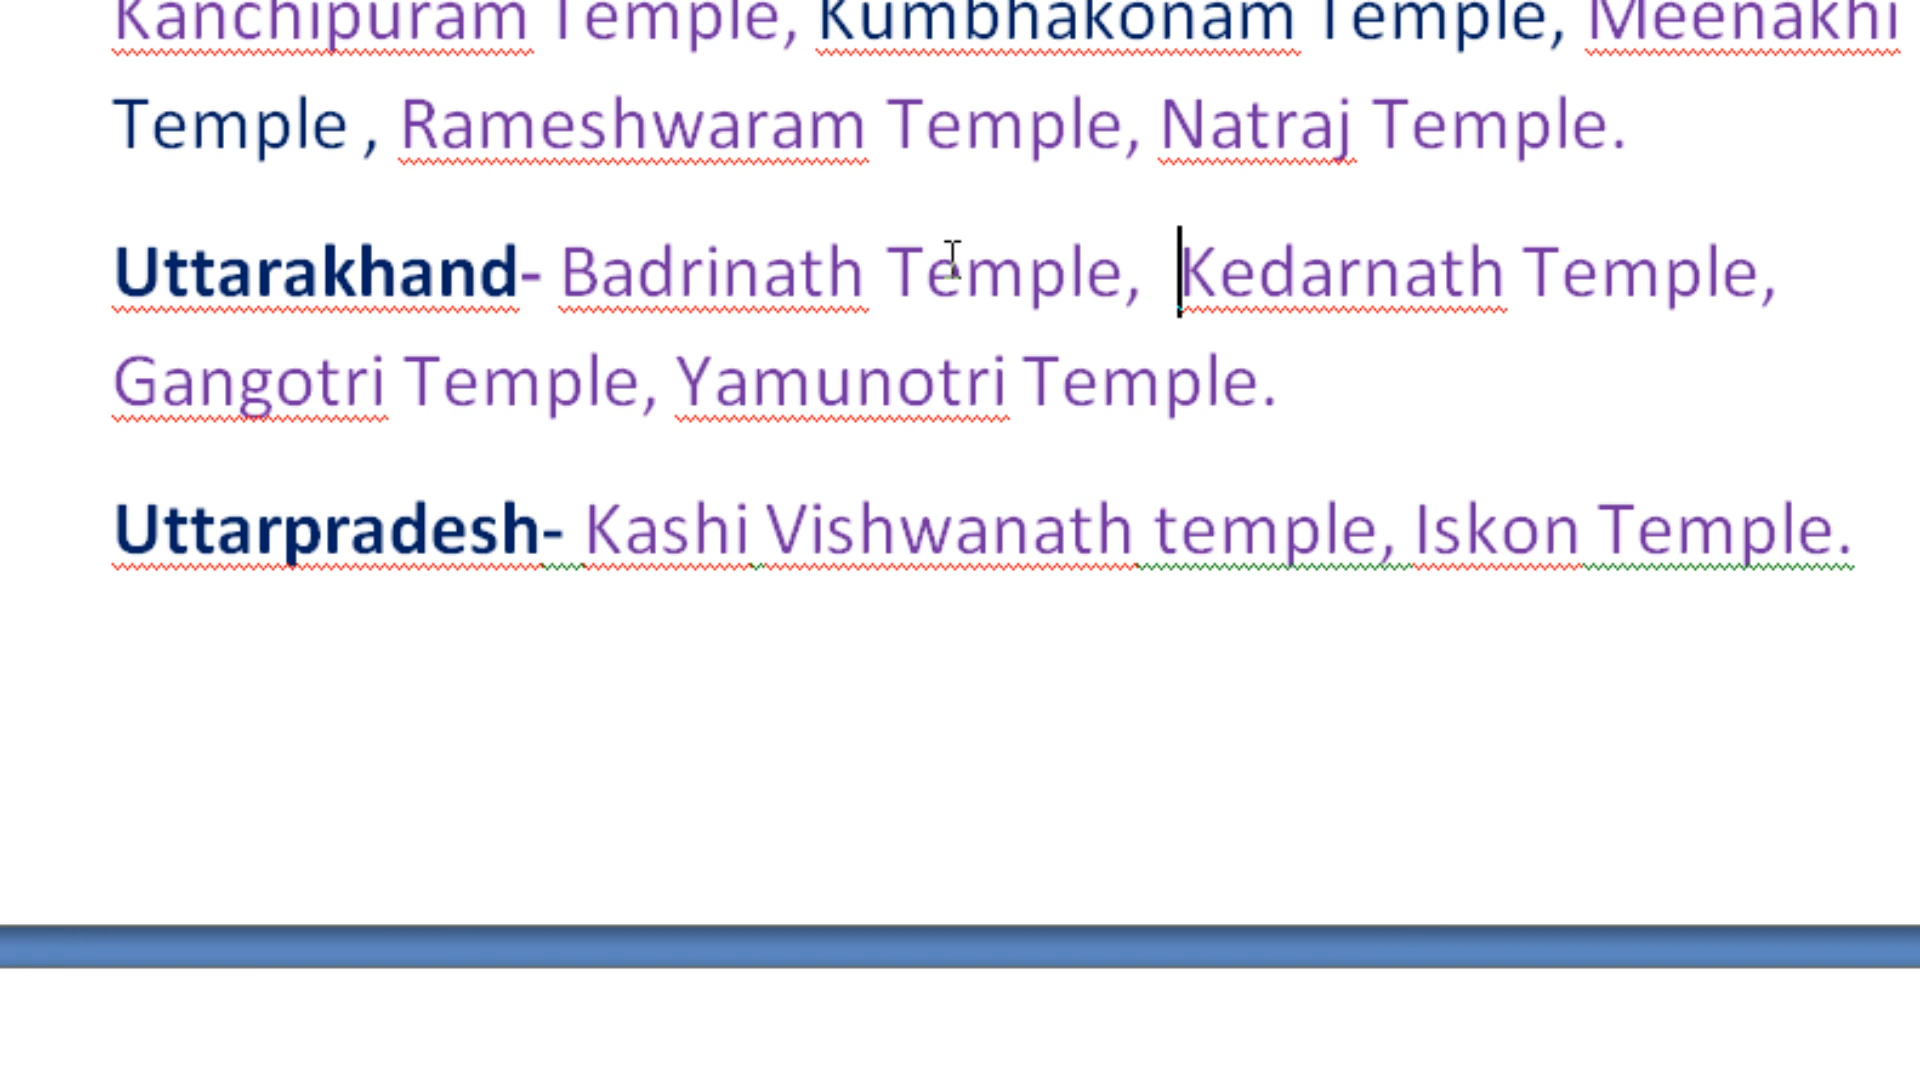 Kanchipuram Temple, Kumbhakonam Temple, Meenakhi
Temple , Rameshwaram Temple, Natraj Temple.
Uttarakhand- Badrinath Temple, Kedarnath Temple,
Gangotri Temple, Yamunotri Temple.
Uttarpradesh- Kashi Vishwanath temple, Iskon Temple.